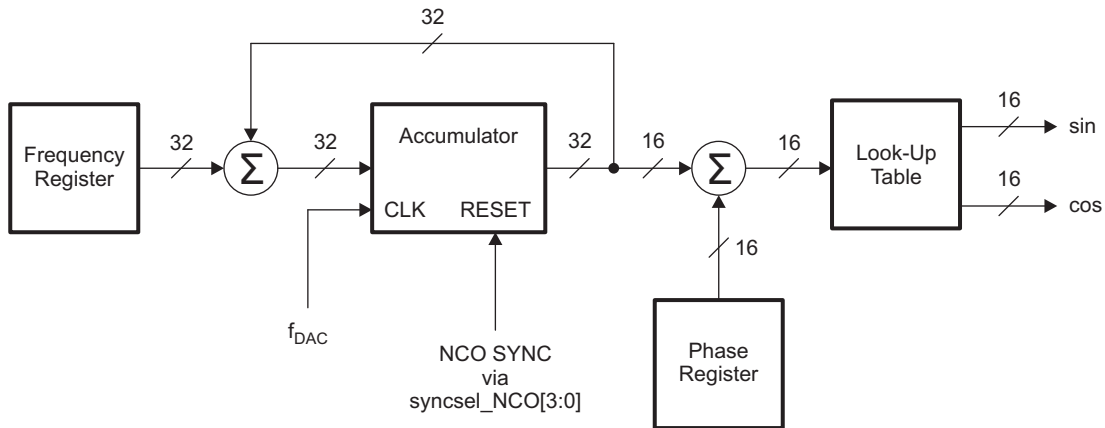 32
Frequency
Register
32
Σ
32
Accumulator
CLK RESET
32
16
Σ
16
Look-Up
Table
16
sin
16
cos
16
Phase
Register
fDAC
NCO SYNC
via
syncsel_NCO[3:0]